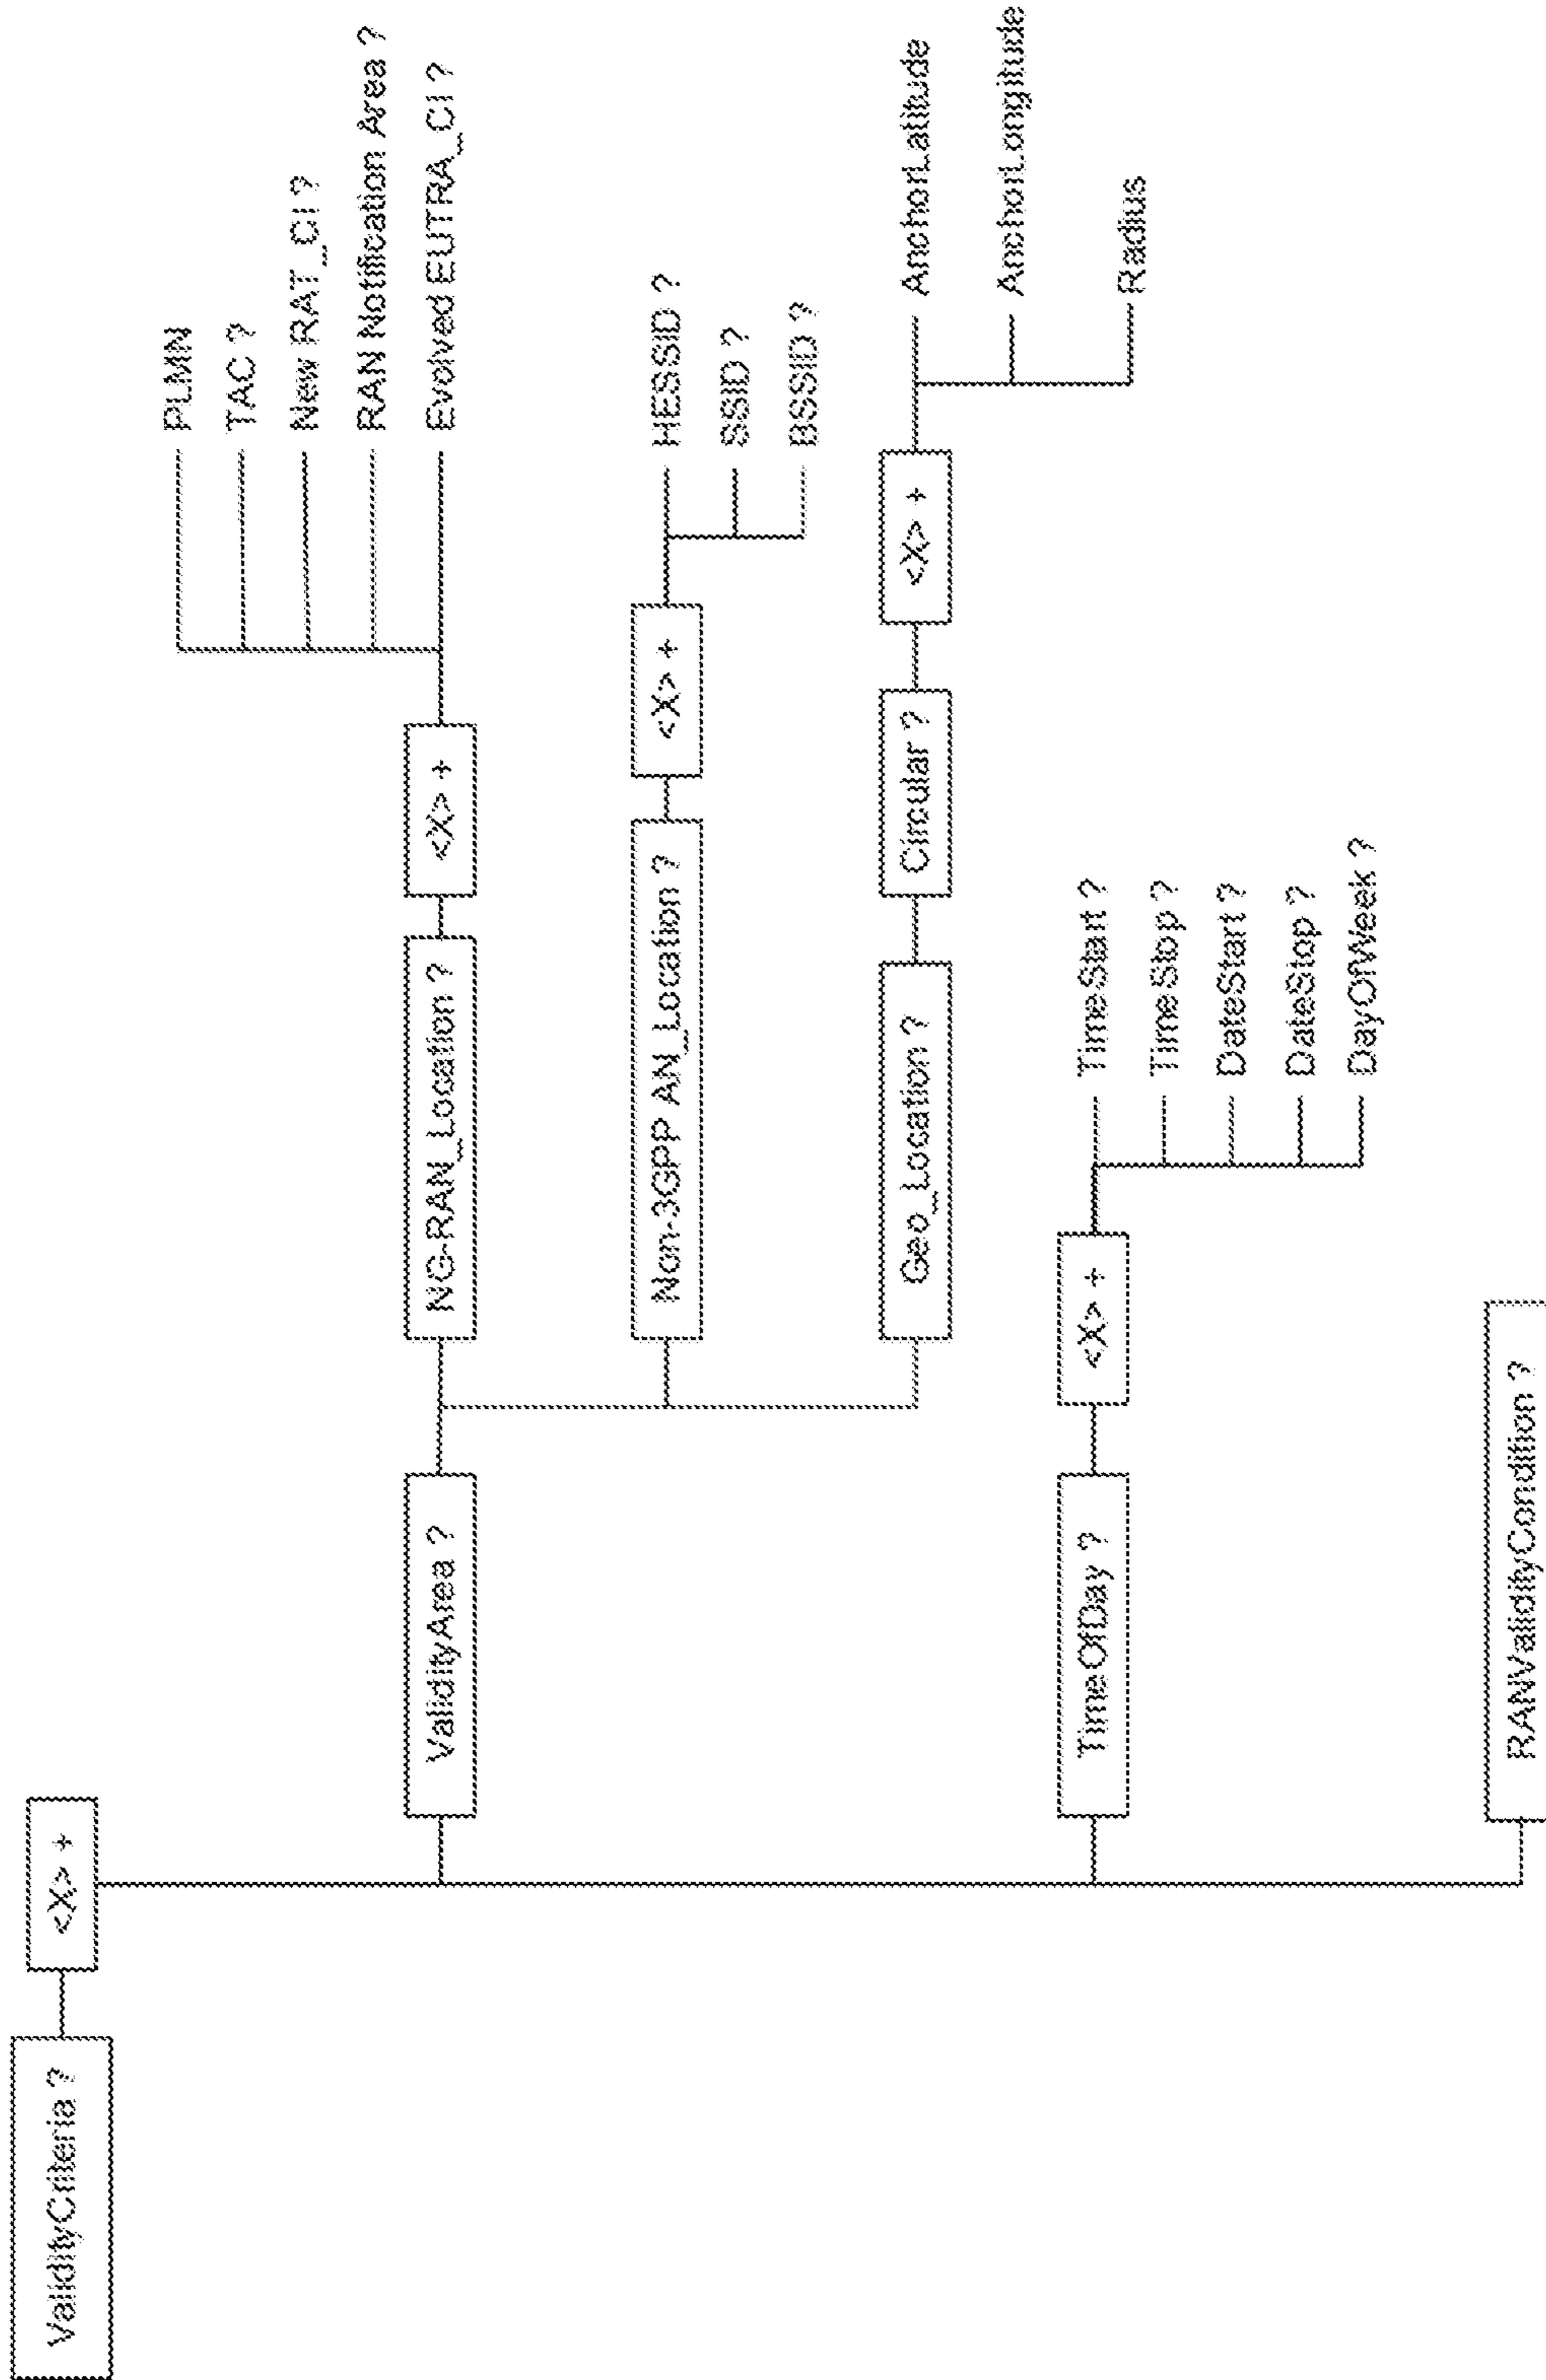 ValidityCriteria ?
<X> +
ValidityArea ?
NG-RAN_Location ?
<X> +
PLMN
TAC ?
New RAT_CI ?
RAN Notification Area ?
Evolved EUTRA_CI ?
Non-3GPP AN_Location ?
<X> +
HESSID ?
SSID ?
BSSID ?
Geo_Location ?
Circular ?
<X> +
AnchorLatitude
AnchorLongitude
Radius
TimeOfDay ?
<X> +
TimeStart ?
TimeStop ?
DateStart ?
DateStop ?
DayOfWeek ?
RANValidityCondition ?